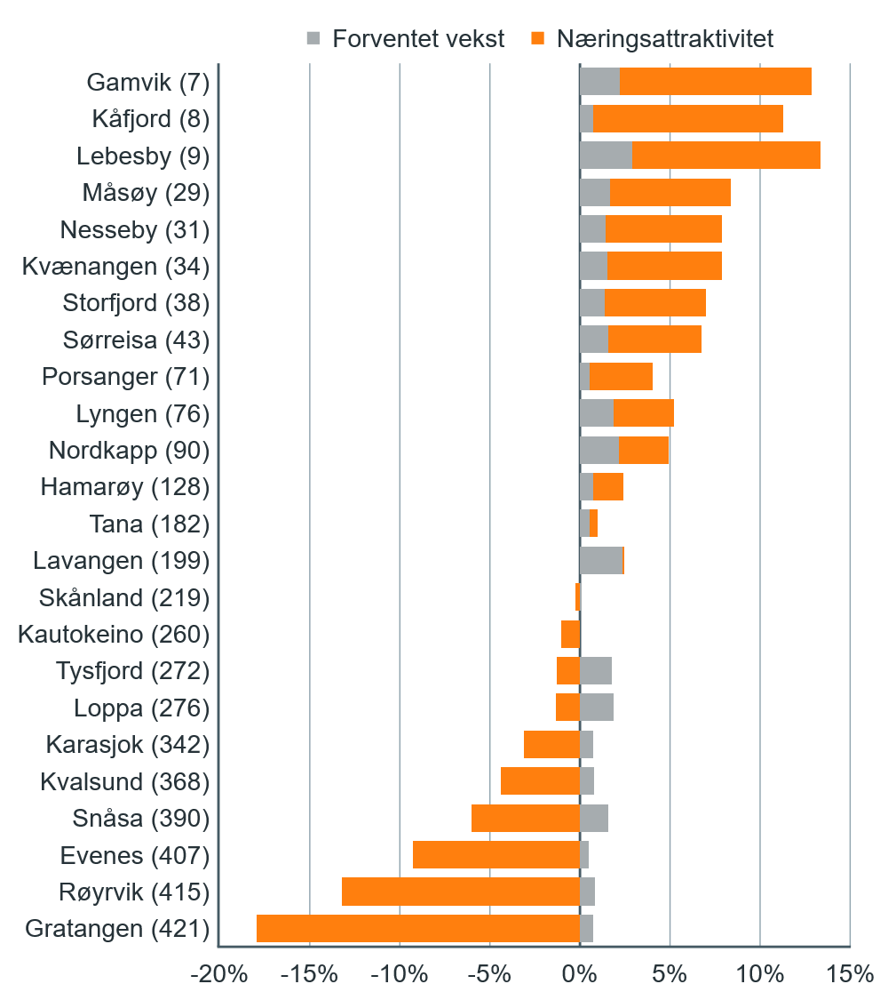 Forventet vekst Næringsattraktivitet
Gamvik (7)
Kåfjord (8)
Lebesby (9)
Måsøy (29)
Nesseby (31)
Kvænangen (34)
Storfjord (38)
Sørreisa (43)
Porsanger (71)
Lyngen (76)
Nordkapp (90)
Hamarøy (128)
Tana (182)
Lavangen (199)
Skånland (219)
Kautokeino (260)
Tysfjord (272)
Loppa (276)
Karasjok (342)
Kvalsund (368)
Snåsa (390)
Evenes (407)
Røyrvik (415)
Gratangen (421)
-20% -15% -10% -5% 0% 5% 10% 15%